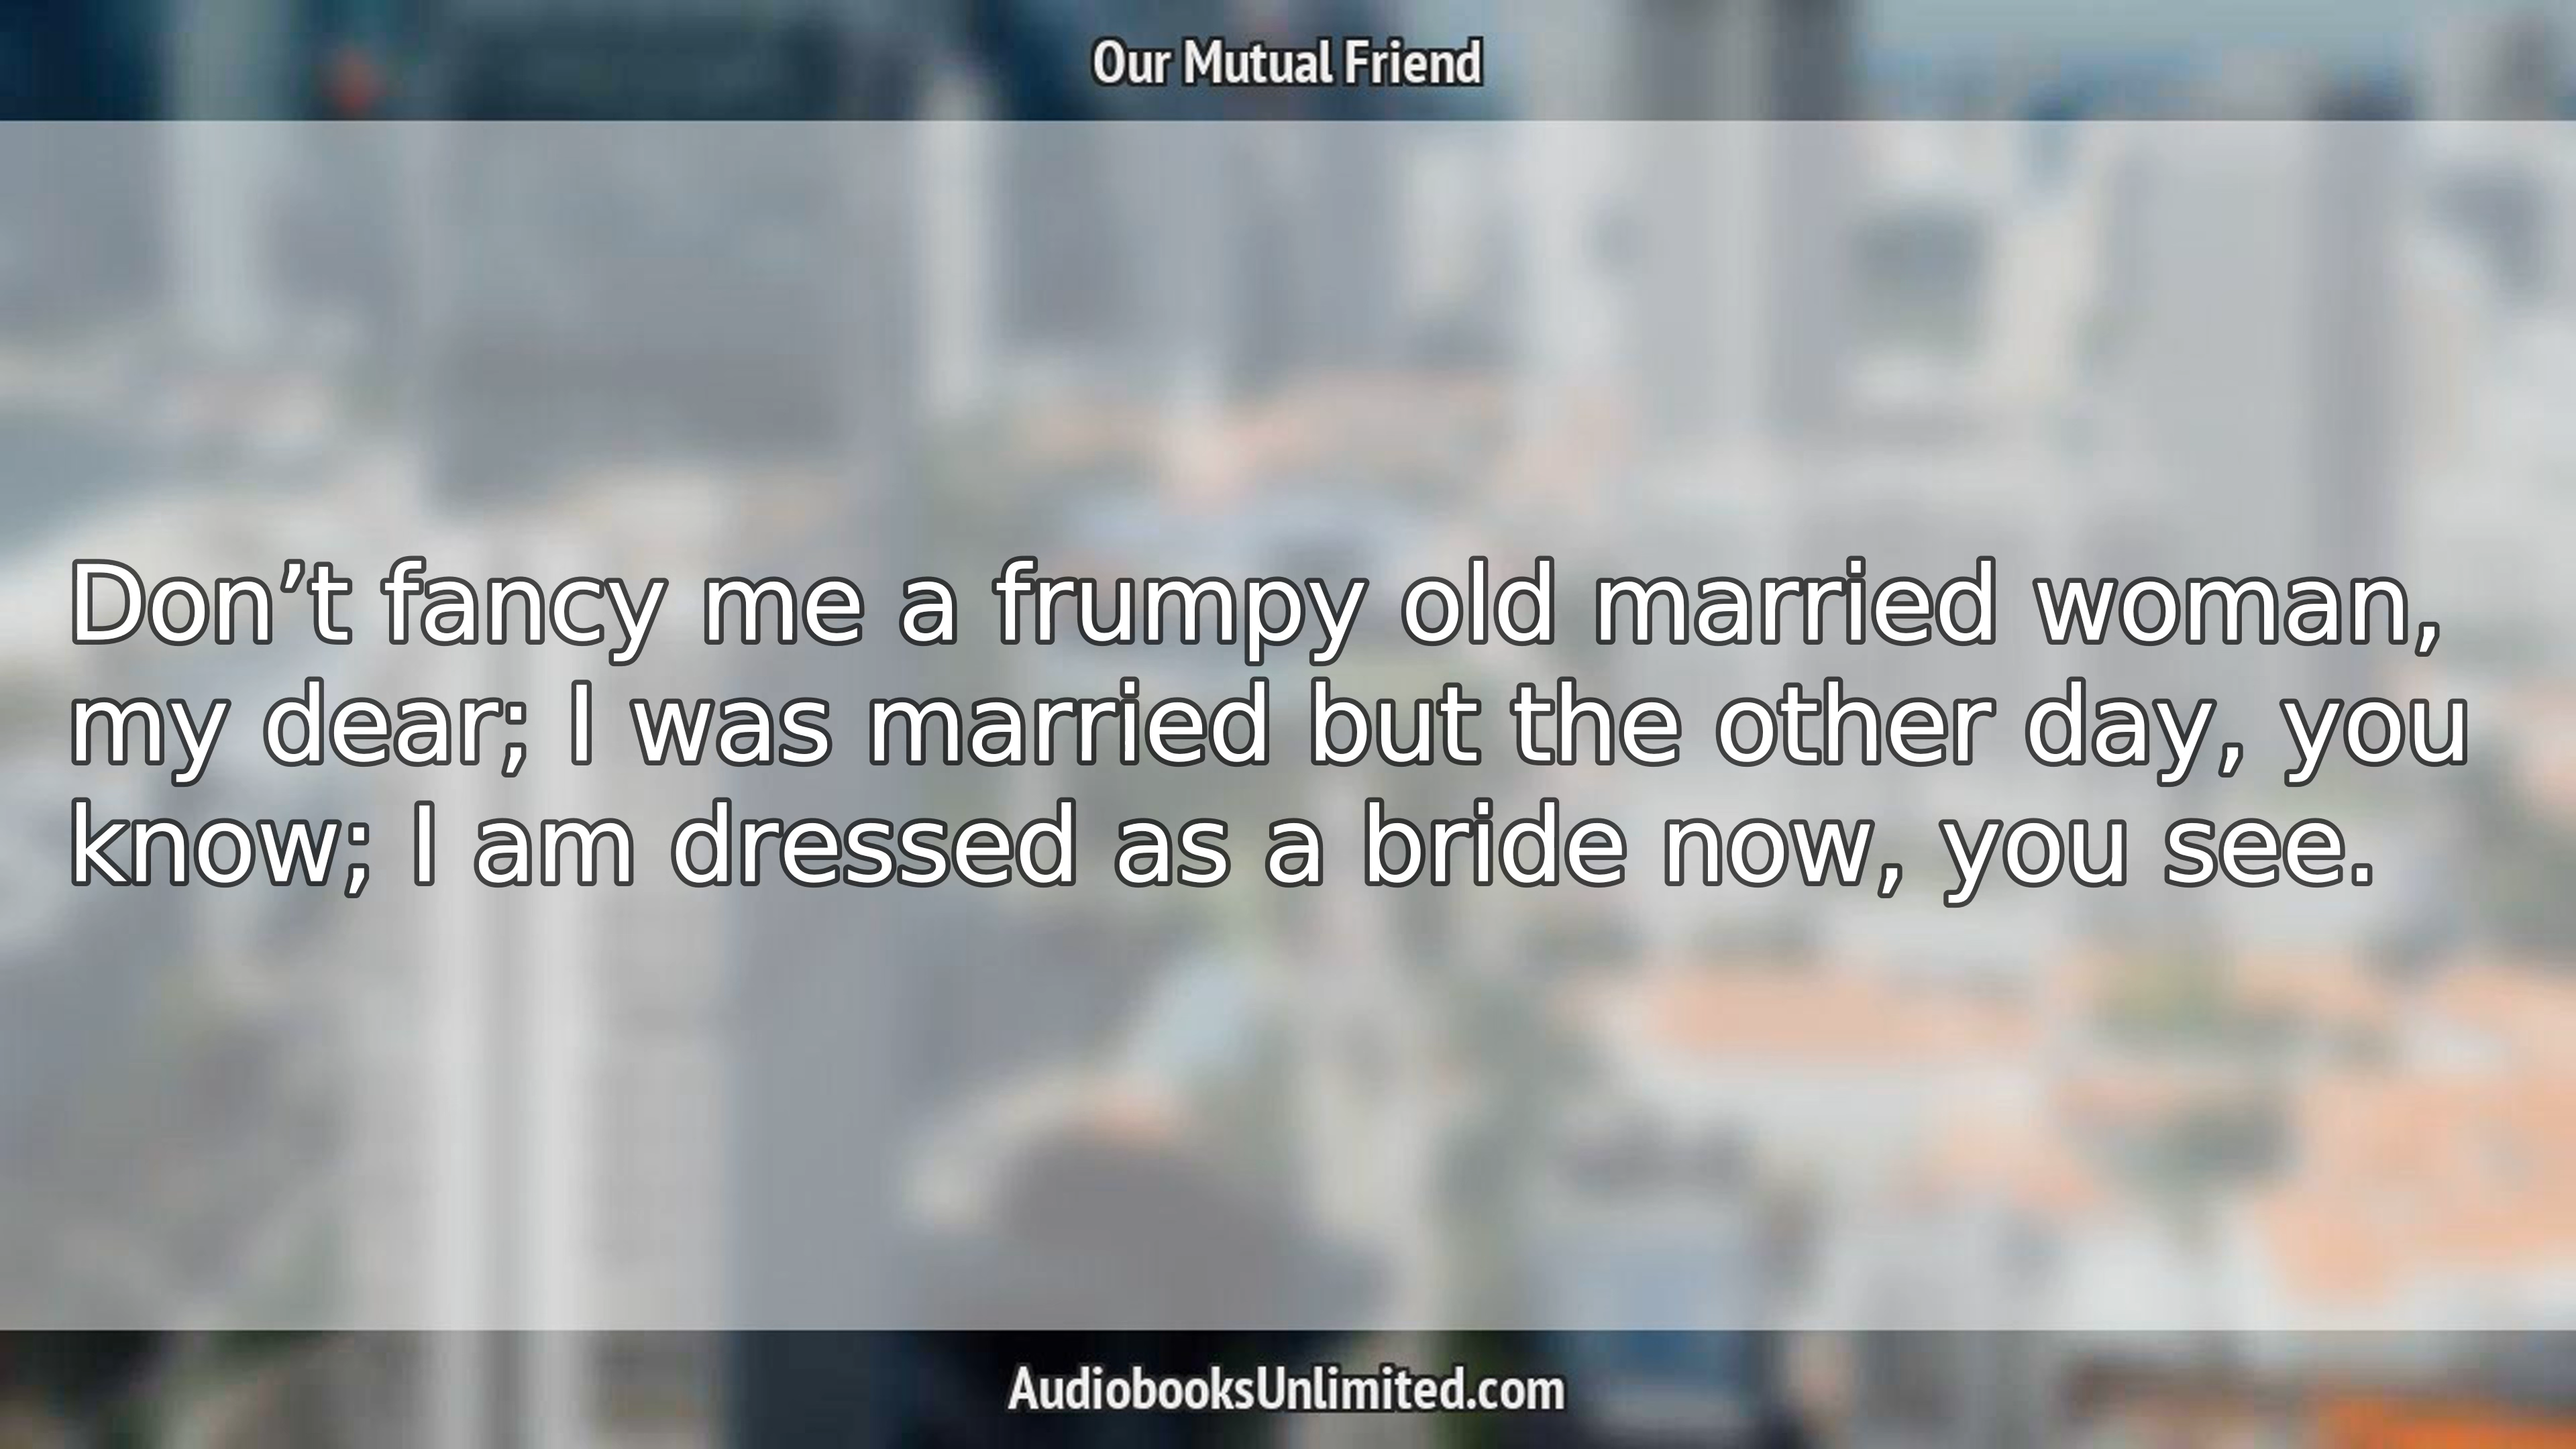 Our Mutual Friend
Don’t fancy me a frumpy old married woman,
my dear; I was married but the other day, you
know; I am dressed as a bride now, you see.
AudiobooksUnlimited.com